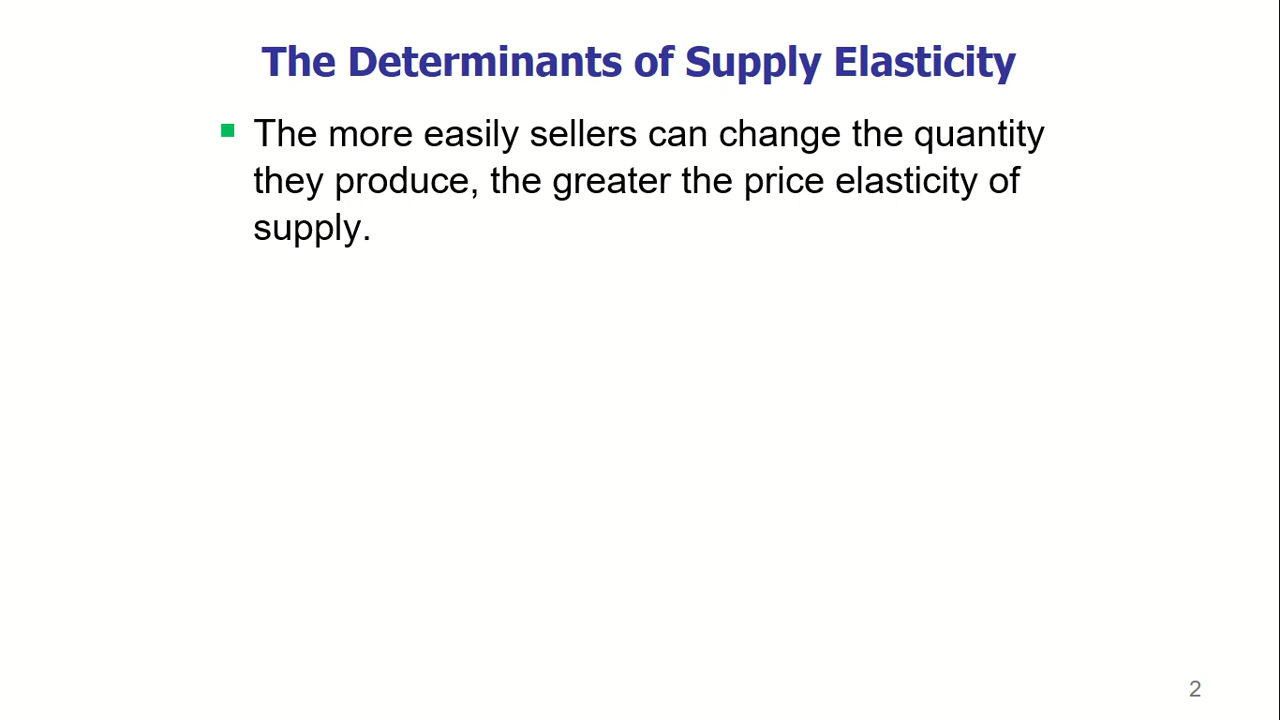 The Determinants of Supply Elasticity
The more easily sellers can change the quantity
they produce, the greater the price elasticity of
supply.
2